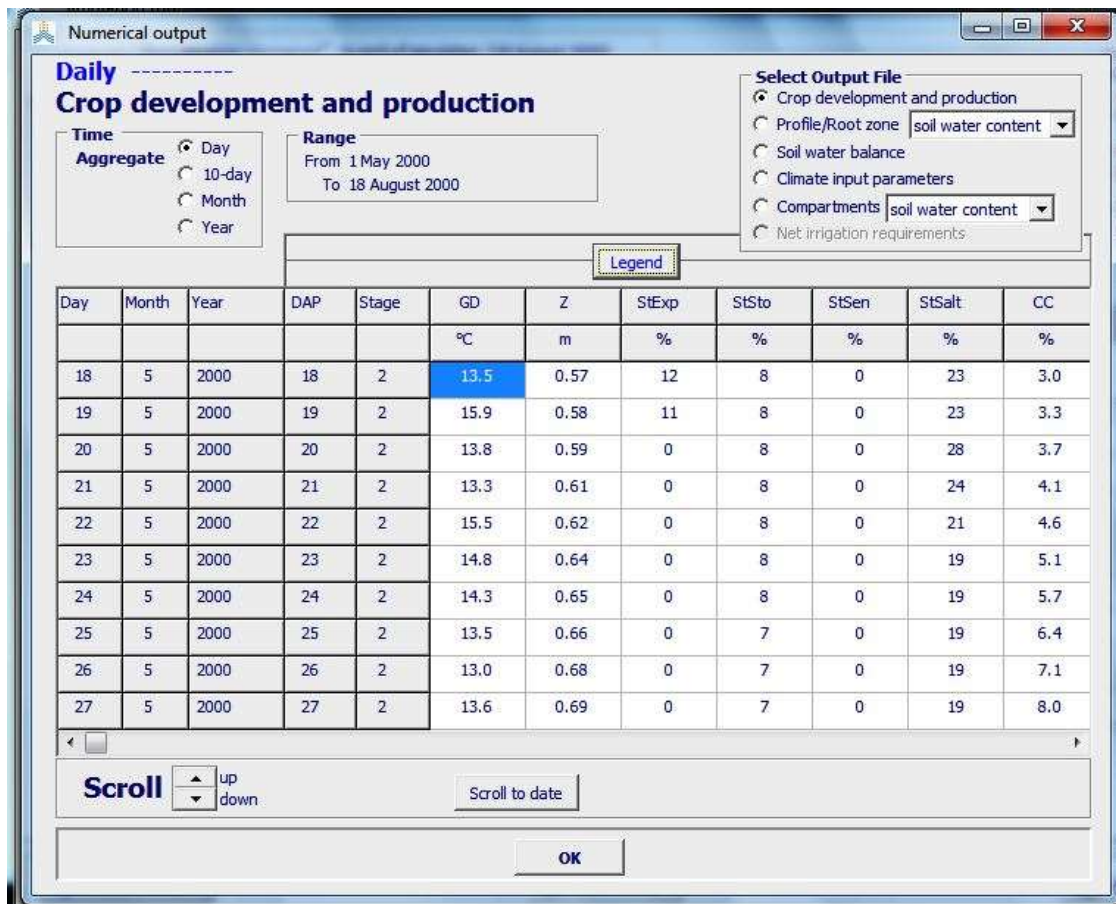 Numerical output
Daily ----------
Crop development and production
Time
Aggregate
Day
10-day
Month
Year
Range
From 1 May 2000
To 18 August 2000
Select Output File
Crop development and production
Profile/Root zone soil water content
Soil water balance
Climate input parameters
Compartments soil water content
Net irrigation requirements
Legend
Day Month Year DAP Stage GD Z StExp StSto StSen StSalt CC
ºC m % % % % %
18 5 2000 18 2 13.5 0.57 12 8 0 23 3.0
19 5 2000 19 2 15.9 0.58 11 8 0 23 3.3
20 5 2000 20 2 13.8 0.59 0 8 0 28 3.7
21 5 2000 21 2 13.3 0.61 0 8 0 24 4.1
22 5 2000 22 2 15.5 0.62 0 8 0 21 4.6
23 5 2000 23 2 14.8 0.64 0 8 0 19 5.1
24 5 2000 24 2 14.3 0.65 0 8 0 19 5.7
25 5 2000 25 2 13.5 0.66 0 7 0 19 6.4
26 5 2000 26 2 13.0 0.68 0 7 0 19 7.1
27 5 2000 27 2 13.6 0.69 0 7 0 19 8.0
Scroll
up
down
Scroll to date
OK